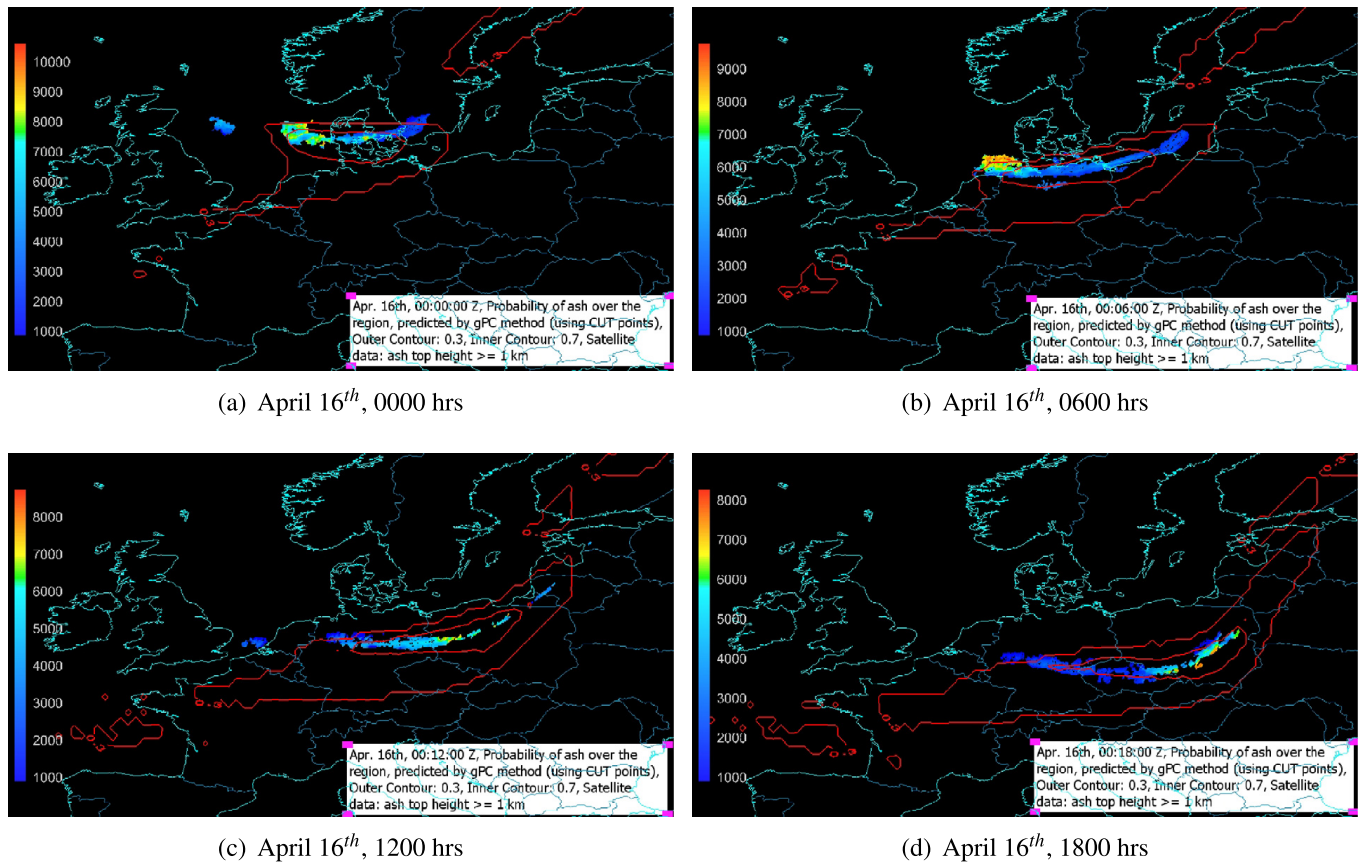 10000
9000
8000
7000
6000
5000
4000
3000
2000
1000
Apr. 16th, 00:00:00 Z, Probability of ash over the
region, predicted by gPC method (using CUT points),
Outer Contour: 0.3, Inner Contour: 0.7, Satellite
data: ash top height >= 1 km
(a) April 16th, 0000 hrs
9000
8000
7000
6000
5000
4000
3000
2000
1000
Apr. 16th, 00:06:00 Z, Probability of ash over the
region, predicted by gPC method (using CUT points),
Outer Contour: 0.3, Inner Contour: 0.7, Satellite
data: ash top height >= 1 km
(b) April 16th, 0600 hrs
8000
7000
6000
5000
4000
3000
2000
1000
Apr. 16th, 00:12:00 Z, Probability of ash over the
region, predicted by gPC method (using CUT points),
Outer Contour: 0.3, Inner Contour: 0.7, Satellite
data: ash top height >= 1 km
(c) April 16th, 1200 hrs
8000
7000
6000
5000
4000
3000
2000
1000
Apr. 16th, 00:18:00 Z, Probability of ash over the
region, predicted by gPC method (using CUT points),
Outer Contour: 0.3, Inner Contour: 0.7, Satellite
data: ash top height >= 1 km
(d) April 16th, 1800 hrs